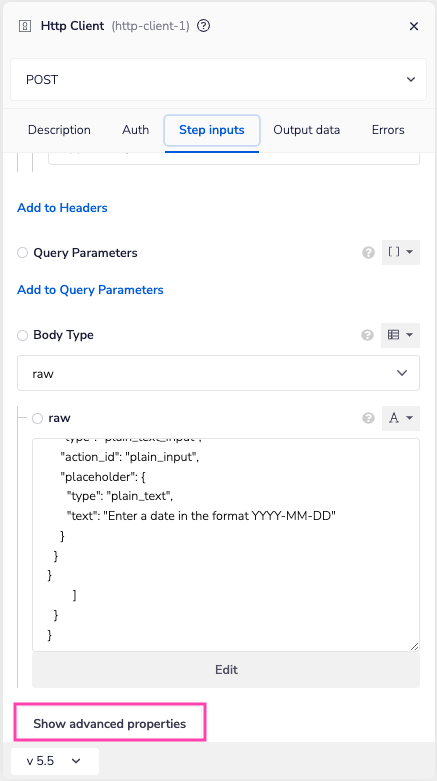 Http Client (http-client-1) ?
POST
Description Auth Step inputs Output data Errors
Add to Headers
Query Parameters ? [ ]
Add to Query Parameters
Body Type ?
raw
raw ? A
"type": "plain_text_input",
"action_id": "plain_input",
"placeholder": {
"type": "plain_text",
"text": "Enter a date in the format YYYY-MM-DD"
}
}
}
]
}
}
Edit
Show advanced properties
v 5.5